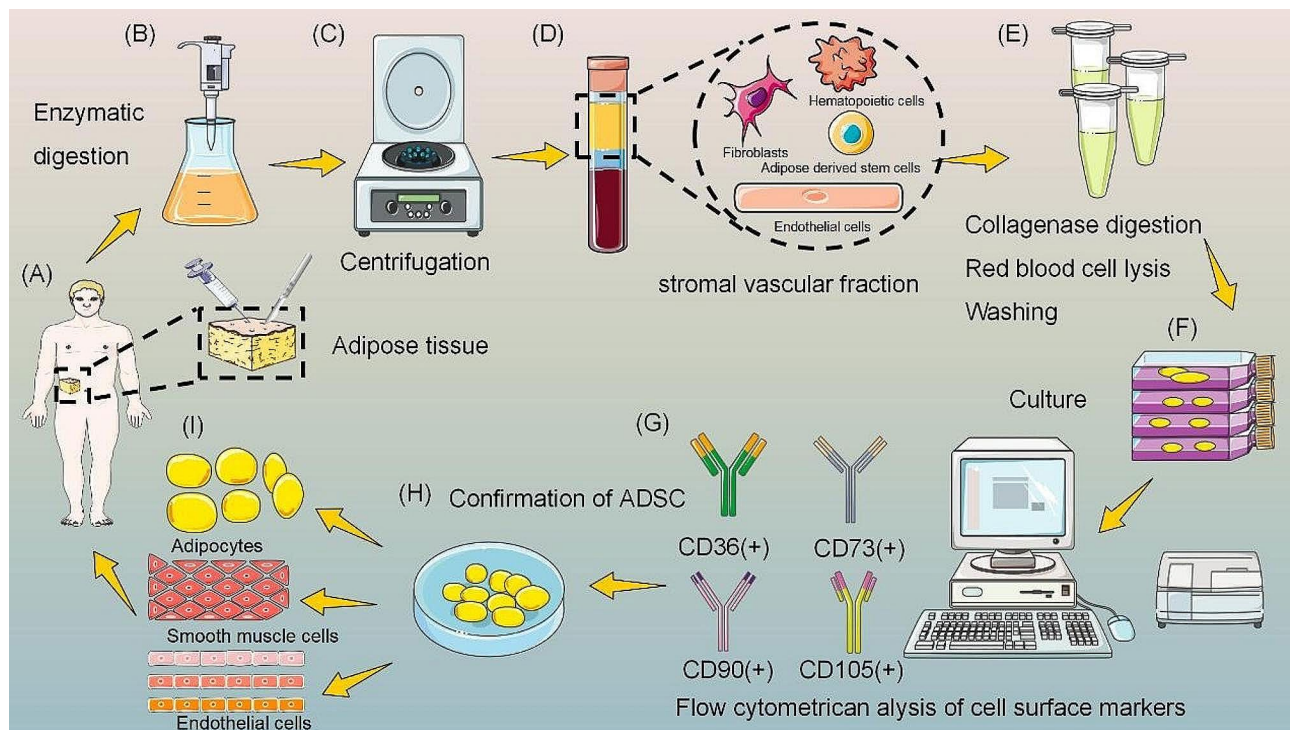 (A)
(B)
Enzymatic
digestion
(C)
Centrifugation
(D)
Hematopoietic cells
Fibroblasts
Adipose derived stem cells
Endothelial cells
stromal vascular fraction
(E)
Collagenase digestion
Red blood cell lysis
Washing
Adipose tissue
(F)
Culture
(G)
CD36(+)
CD73(+)
CD90(+)
CD105(+)
Flow cytometrican alysis of cell surface markers
(H)
Confirmation of ADSC
(I)
Adipocytes
Smooth muscle cells
Endothelial cells